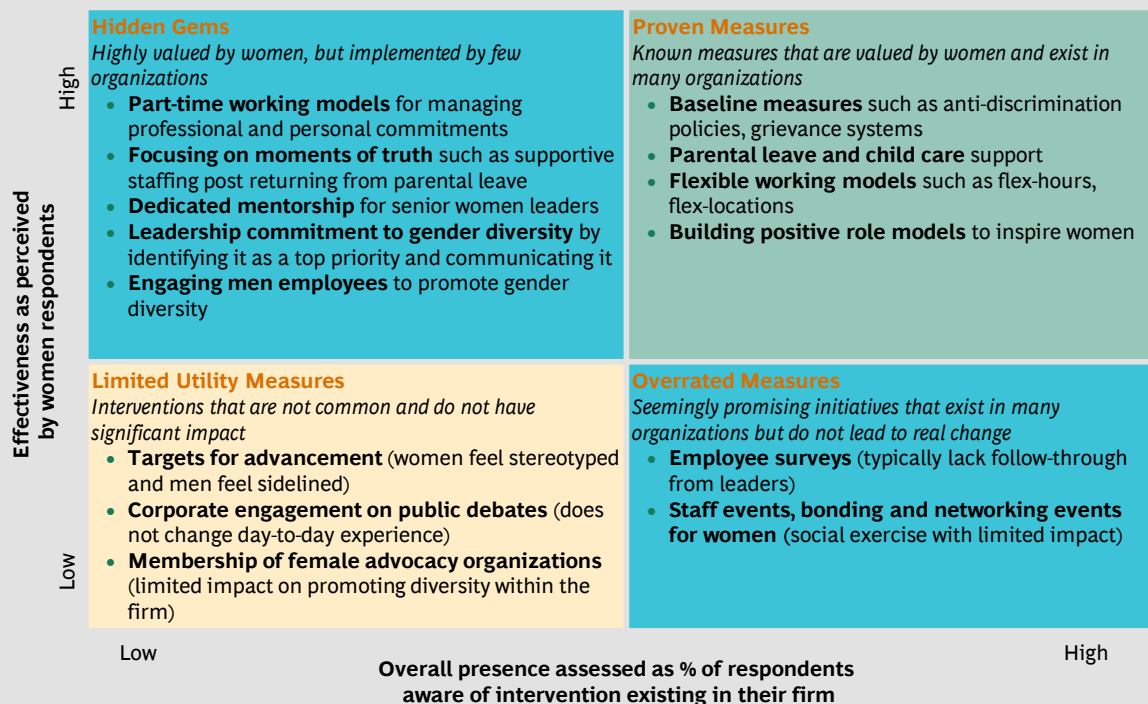 Hidden Gems
Highly valued by women, but implemented by few
organizations
• Part-time working models for managing
professional and personal commitments
• Focusing on moments of truth such as supportive
staffing post returning from parental leave
• Dedicated mentorship for senior women leaders
• Leadership commitment to gender diversity by
identifying it as a top priority and communicating it
• Engaging men employees to promote gender
diversity
Proven Measures
Known measures that are valued by women and exist in
many organizations
• Baseline measures such as anti-discrimination
policies, grievance systems
• Parental leave and child care support
• Flexible working models such as flex-hours,
flex-locations
• Building positive role models to inspire women
Limited Utility Measures
Interventions that are not common and do not have
significant impact
• Targets for advancement (women feel stereotyped
and men feel sidelined)
• Corporate engagement on public debates (does
not change day-to-day experience)
• Membership of female advocacy organizations
(limited impact on promoting diversity within the
firm)
Overrated Measures
Seemingly promising initiatives that exist in many
organizations but do not lead to real change
• Employee surveys (typically lack follow-through
from leaders)
• Staff events, bonding and networking events
for women (social exercise with limited impact)
High
Effectiveness as perceived
by women respondents
Low
Low
High
Overall presence assessed as % of respondents
aware of intervention existing in their firm